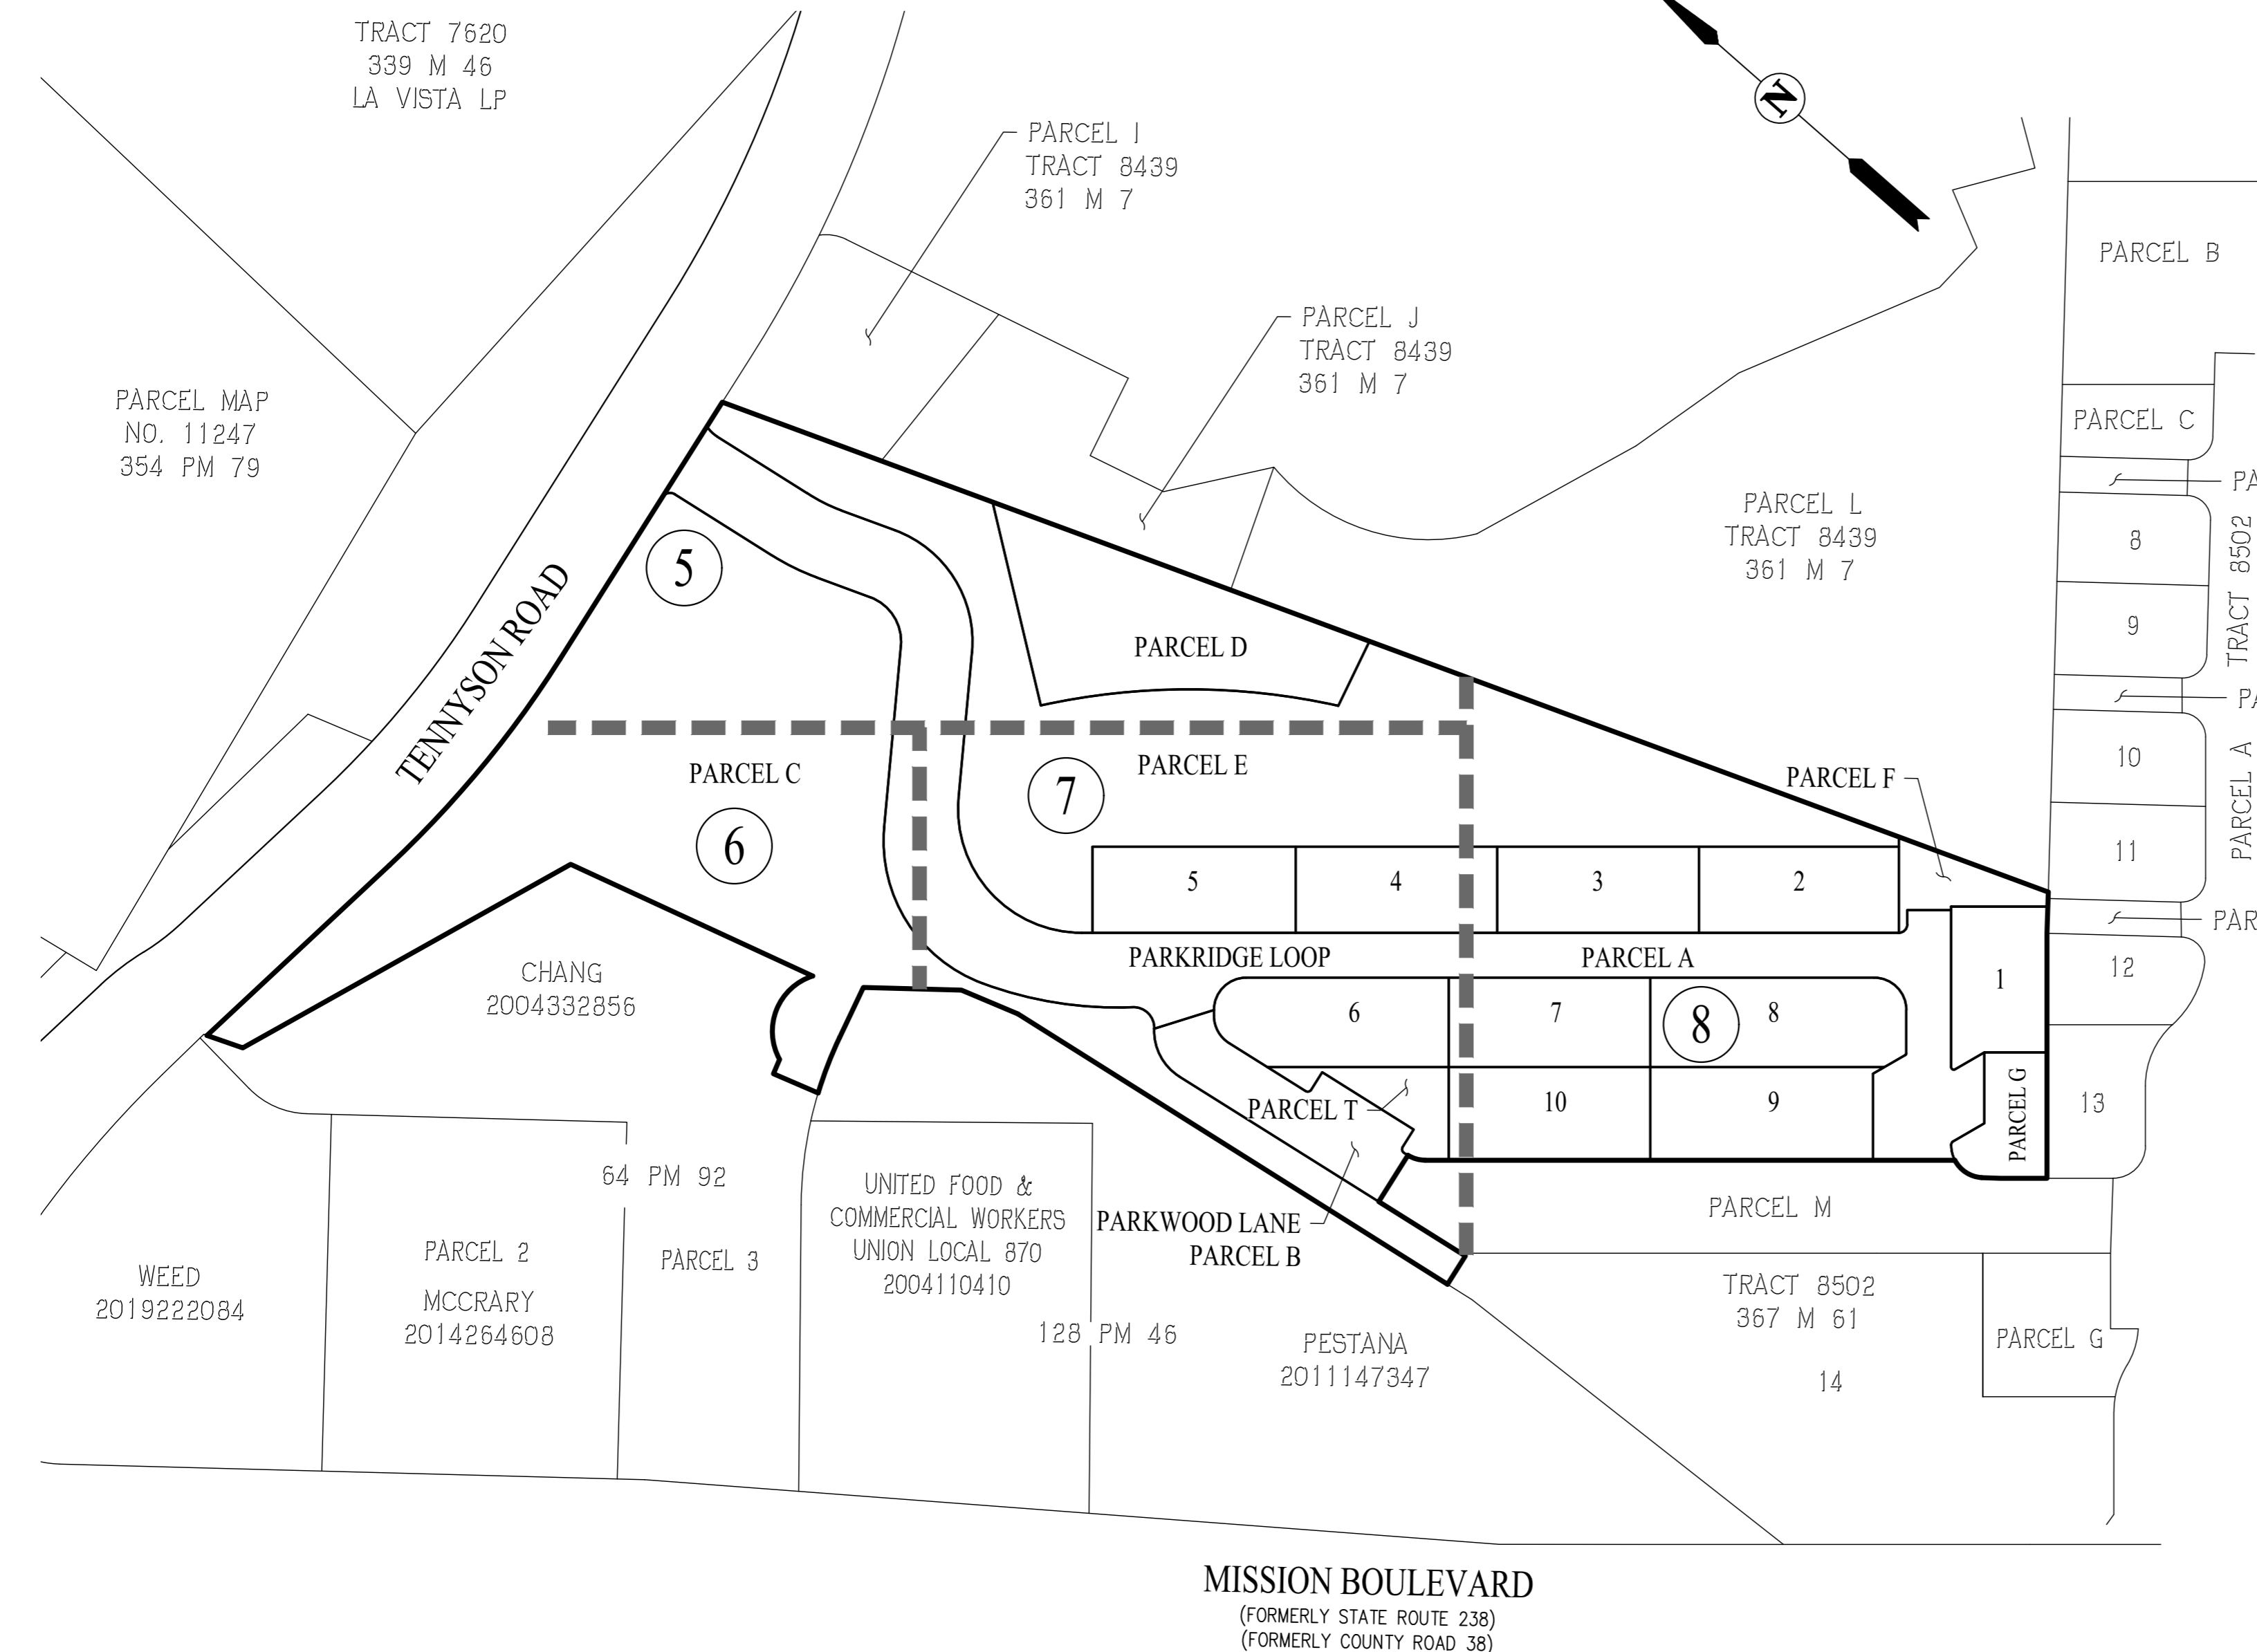 TRACT 7620
339 M 46
LA VISTA LP
N
PARCEL I
TRACT 8439
361 M 7
PARCEL B
PARCEL J
TRACT 8439
361 M 7
PARCEL MAP
NO. 11247
354 PM 79
PARCEL C
PARCEL L
TRACT 8439
361 M 7
8
9
10
11
12
13
TRACT 8502
PARCEL A
5
TENNYSON ROAD
PARCEL D
PARCEL C
6
PARCEL E
7
PARCEL F
5
4
3
2
PARKRIDGE LOOP
PARCEL A
1
6
7
8
8
PARCEL T
10
9
PARCEL G
CHANG
2004332856
64 PM 92
UNITED FOOD &
COMMERCIAL WORKERS
UNION LOCAL 870
2004110410
PARKWOOD LANE
PARCEL B
PARCEL M
WEED
2019222084
PARCEL 2
MCCRARY
2014264608
PARCEL 3
128 PM 46
PESTANA
2011147347
TRACT 8502
367 M 61
14
PARCEL G
MISSION BOULEVARD
(FORMERLY STATE ROUTE 238)
(FORMERLY COUNTY ROAD 38)